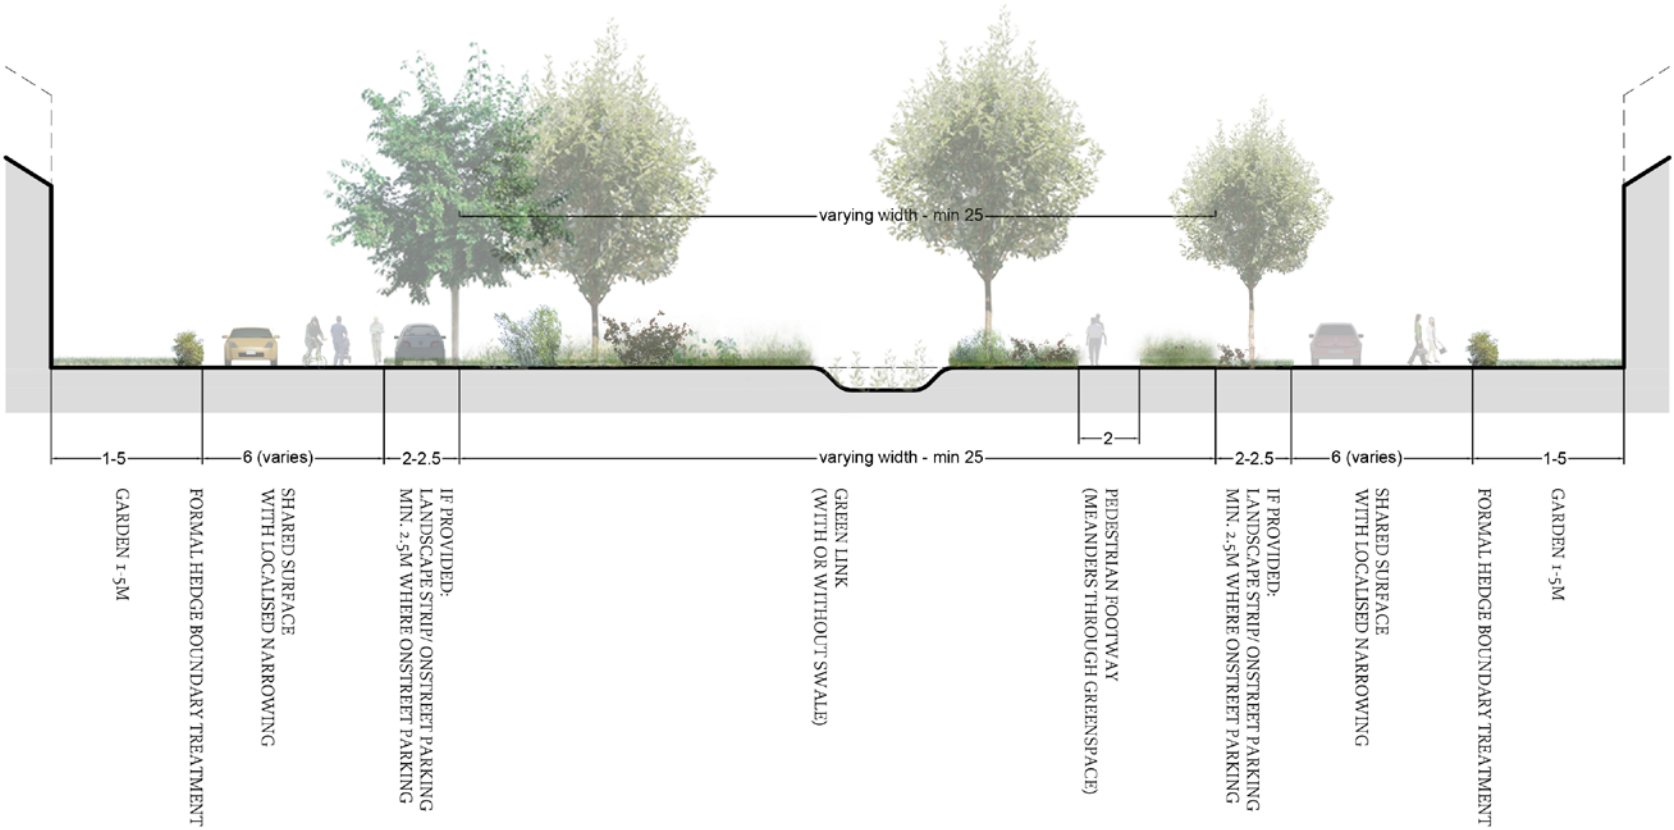 varying width - min 25
2
1-5
6 (varies)
2-2.5
varying width - min 25
2-2.5
6 (varies)
1-5
GARDEN 1-5M
FORMAL HEDGE BOUNDARY TREATMENT
SHARED SURFACE
WITH LOCALISED NARROWING
IF PROVIDED:
LANDSCAPE STRIP/ ONSTREET PARKING
MIN. 2.5M WHERE ONSTREET PARKING
GREEN LINK
(WITH OR WITHOUT SWALE)
PEDESTRIAN FOOTWAY
(MEANDERS THROUGH GREENSPACE)
IF PROVIDED:
LANDSCAPE STRIP/ ONSTREET PARKING
MIN. 2.5M WHERE ONSTREET PARKING
SHARED SURFACE
WITH LOCALISED NARROWING
FORMAL HEDGE BOUNDARY TREATMENT
GARDEN 1-5M